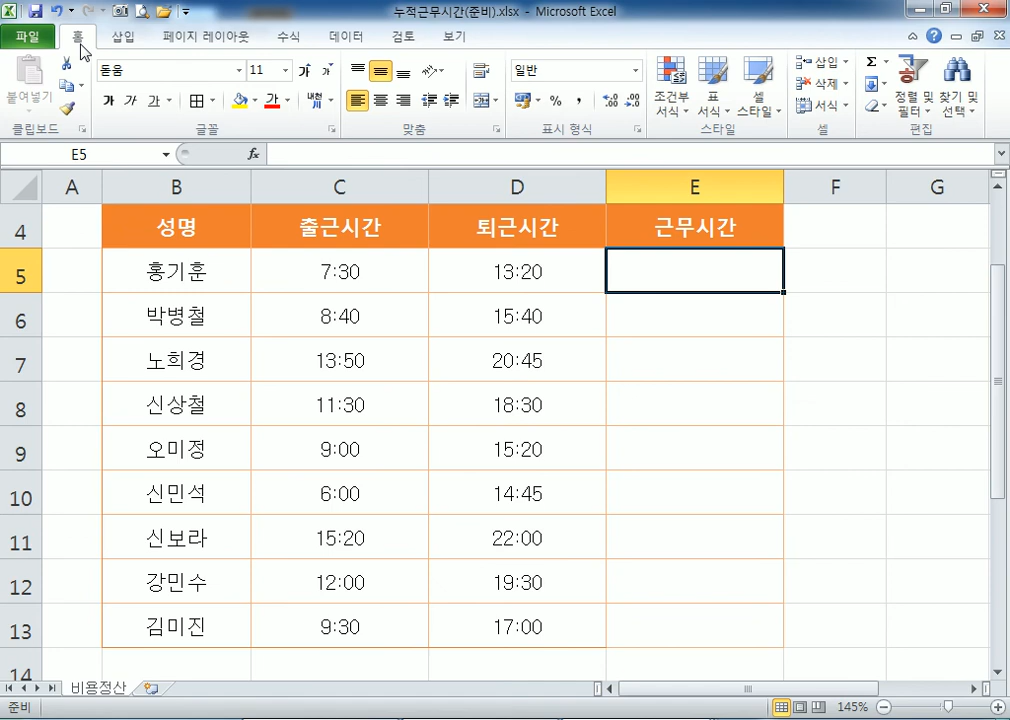 누적근무시간(준비).xlsx - Microsoft Excel
파일 홈 삽입 페이지 레이아웃 수식 데이터 검토 보기
붙여넣기 돋움 11 가 가 일반 조건부 서식 표 서식 셀 스타일 삽입 삭제 서식 Σ 정렬 및 필터 찾기 및 선택
가 가 가 가 내천 % ,
클립보드 글꼴 맞춤 표시 형식 스타일 셀 편집
E5 fx
A B C D E F G
4 성명 출근시간 퇴근시간 근무시간
5 홍기훈 7:30 13:20
6 박병철 8:40 15:40
7 노희경 13:50 20:45
8 신상철 11:30 18:30
9 오미정 9:00 15:20
10 신민석 6:00 14:45
11 신보라 15:20 22:00
12 강민수 12:00 19:30
13 김미진 9:30 17:00
14
비용정산
준비 145%